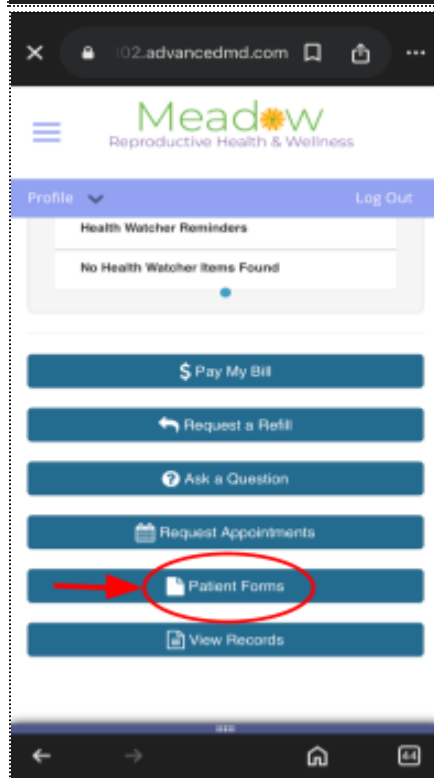 102.advancedmd.com
Meadow
Reproductive Health & Wellness
Profile Log Out
Health Watcher Reminders
No Health Watcher Items Found
$ Pay My Bill
Request a Refill
? Ask a Question
Request Appointments
Patient Forms
View Records
44